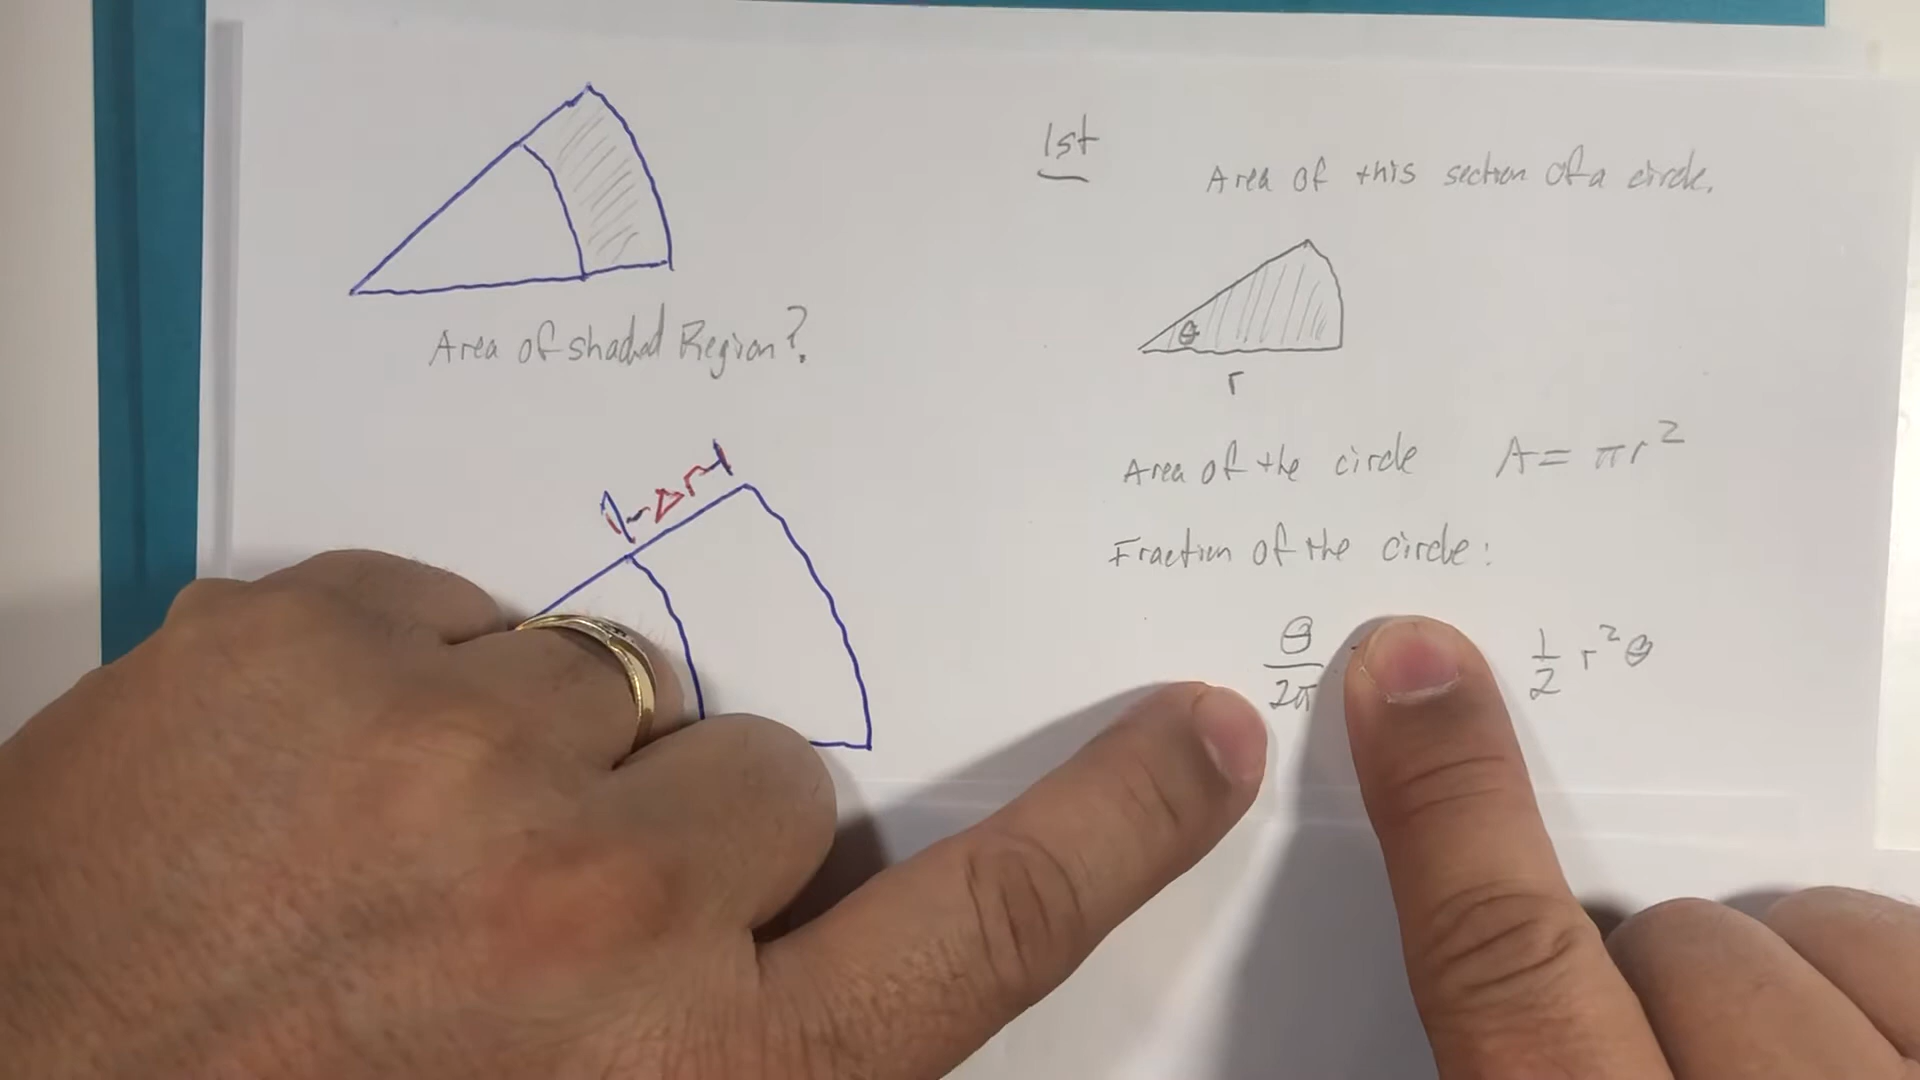 Area of shaded Region?
Δr
1st
Area of this section of a circle.
θ
r
Area of the circle A = πr²
Fraction of the circle:
θ/2π 1/2 r²θ